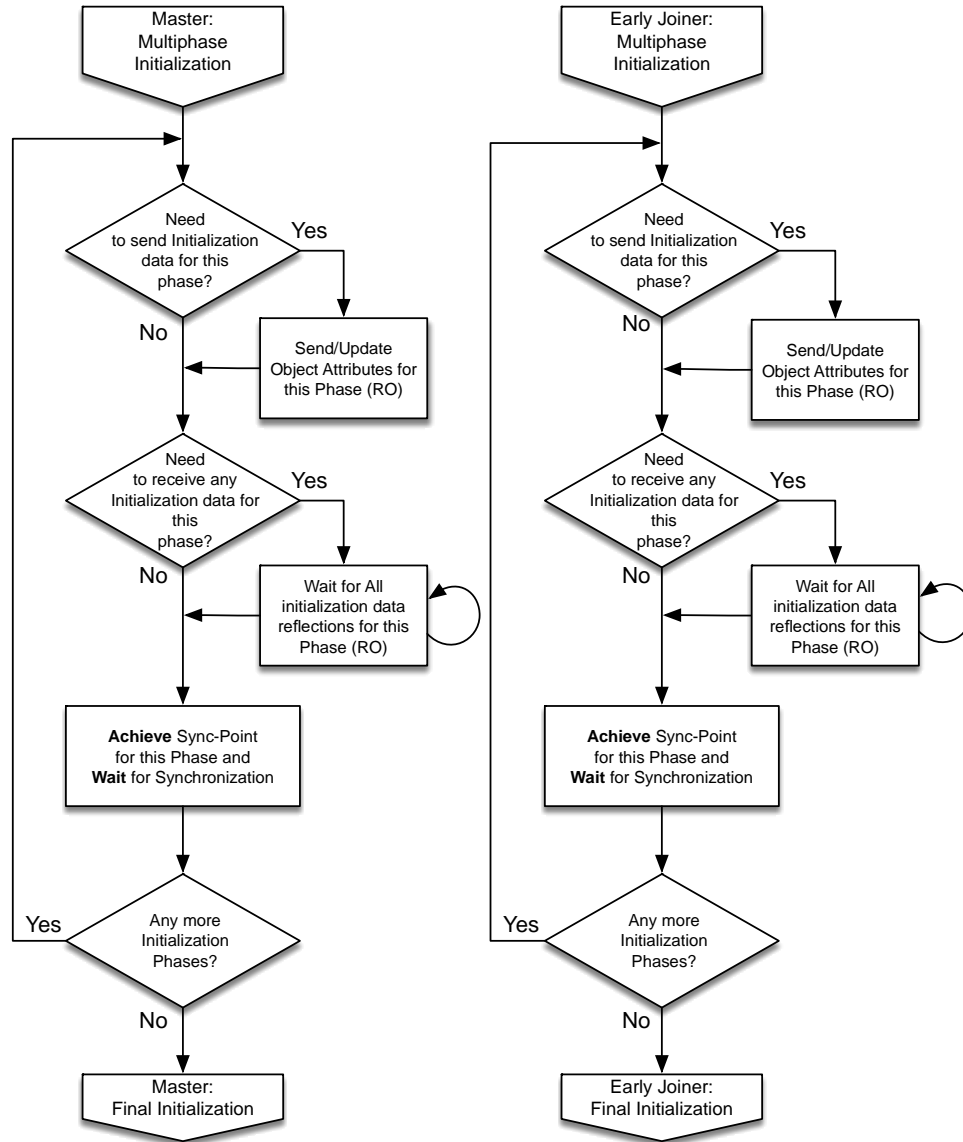 Master:
Multiphase
Initialization
Need
to send Initialization
data for this
phase?
Yes
No
Send/Update
Object Attributes for
this Phase (RO)
Need
to receive any
Initialization data for
this
phase?
Yes
No
Wait for All
initialization data
reflections for this
Phase (RO)
Achieve Sync-Point
for this Phase and
Wait for Synchronization
Any more
Initialization
Phases?
Yes
No
Master:
Final Initialization
Early Joiner:
Multiphase
Initialization
Need
to send Initialization
data for this
phase?
Yes
No
Send/Update
Object Attributes for
this Phase (RO)
Need
to receive any
Initialization data for
this
phase?
Yes
No
Wait for All
initialization data
reflections for this
Phase (RO)
Achieve Sync-Point
for this Phase and
Wait for Synchronization
Any more
Initialization
Phases?
Yes
No
Early Joiner:
Final Initialization